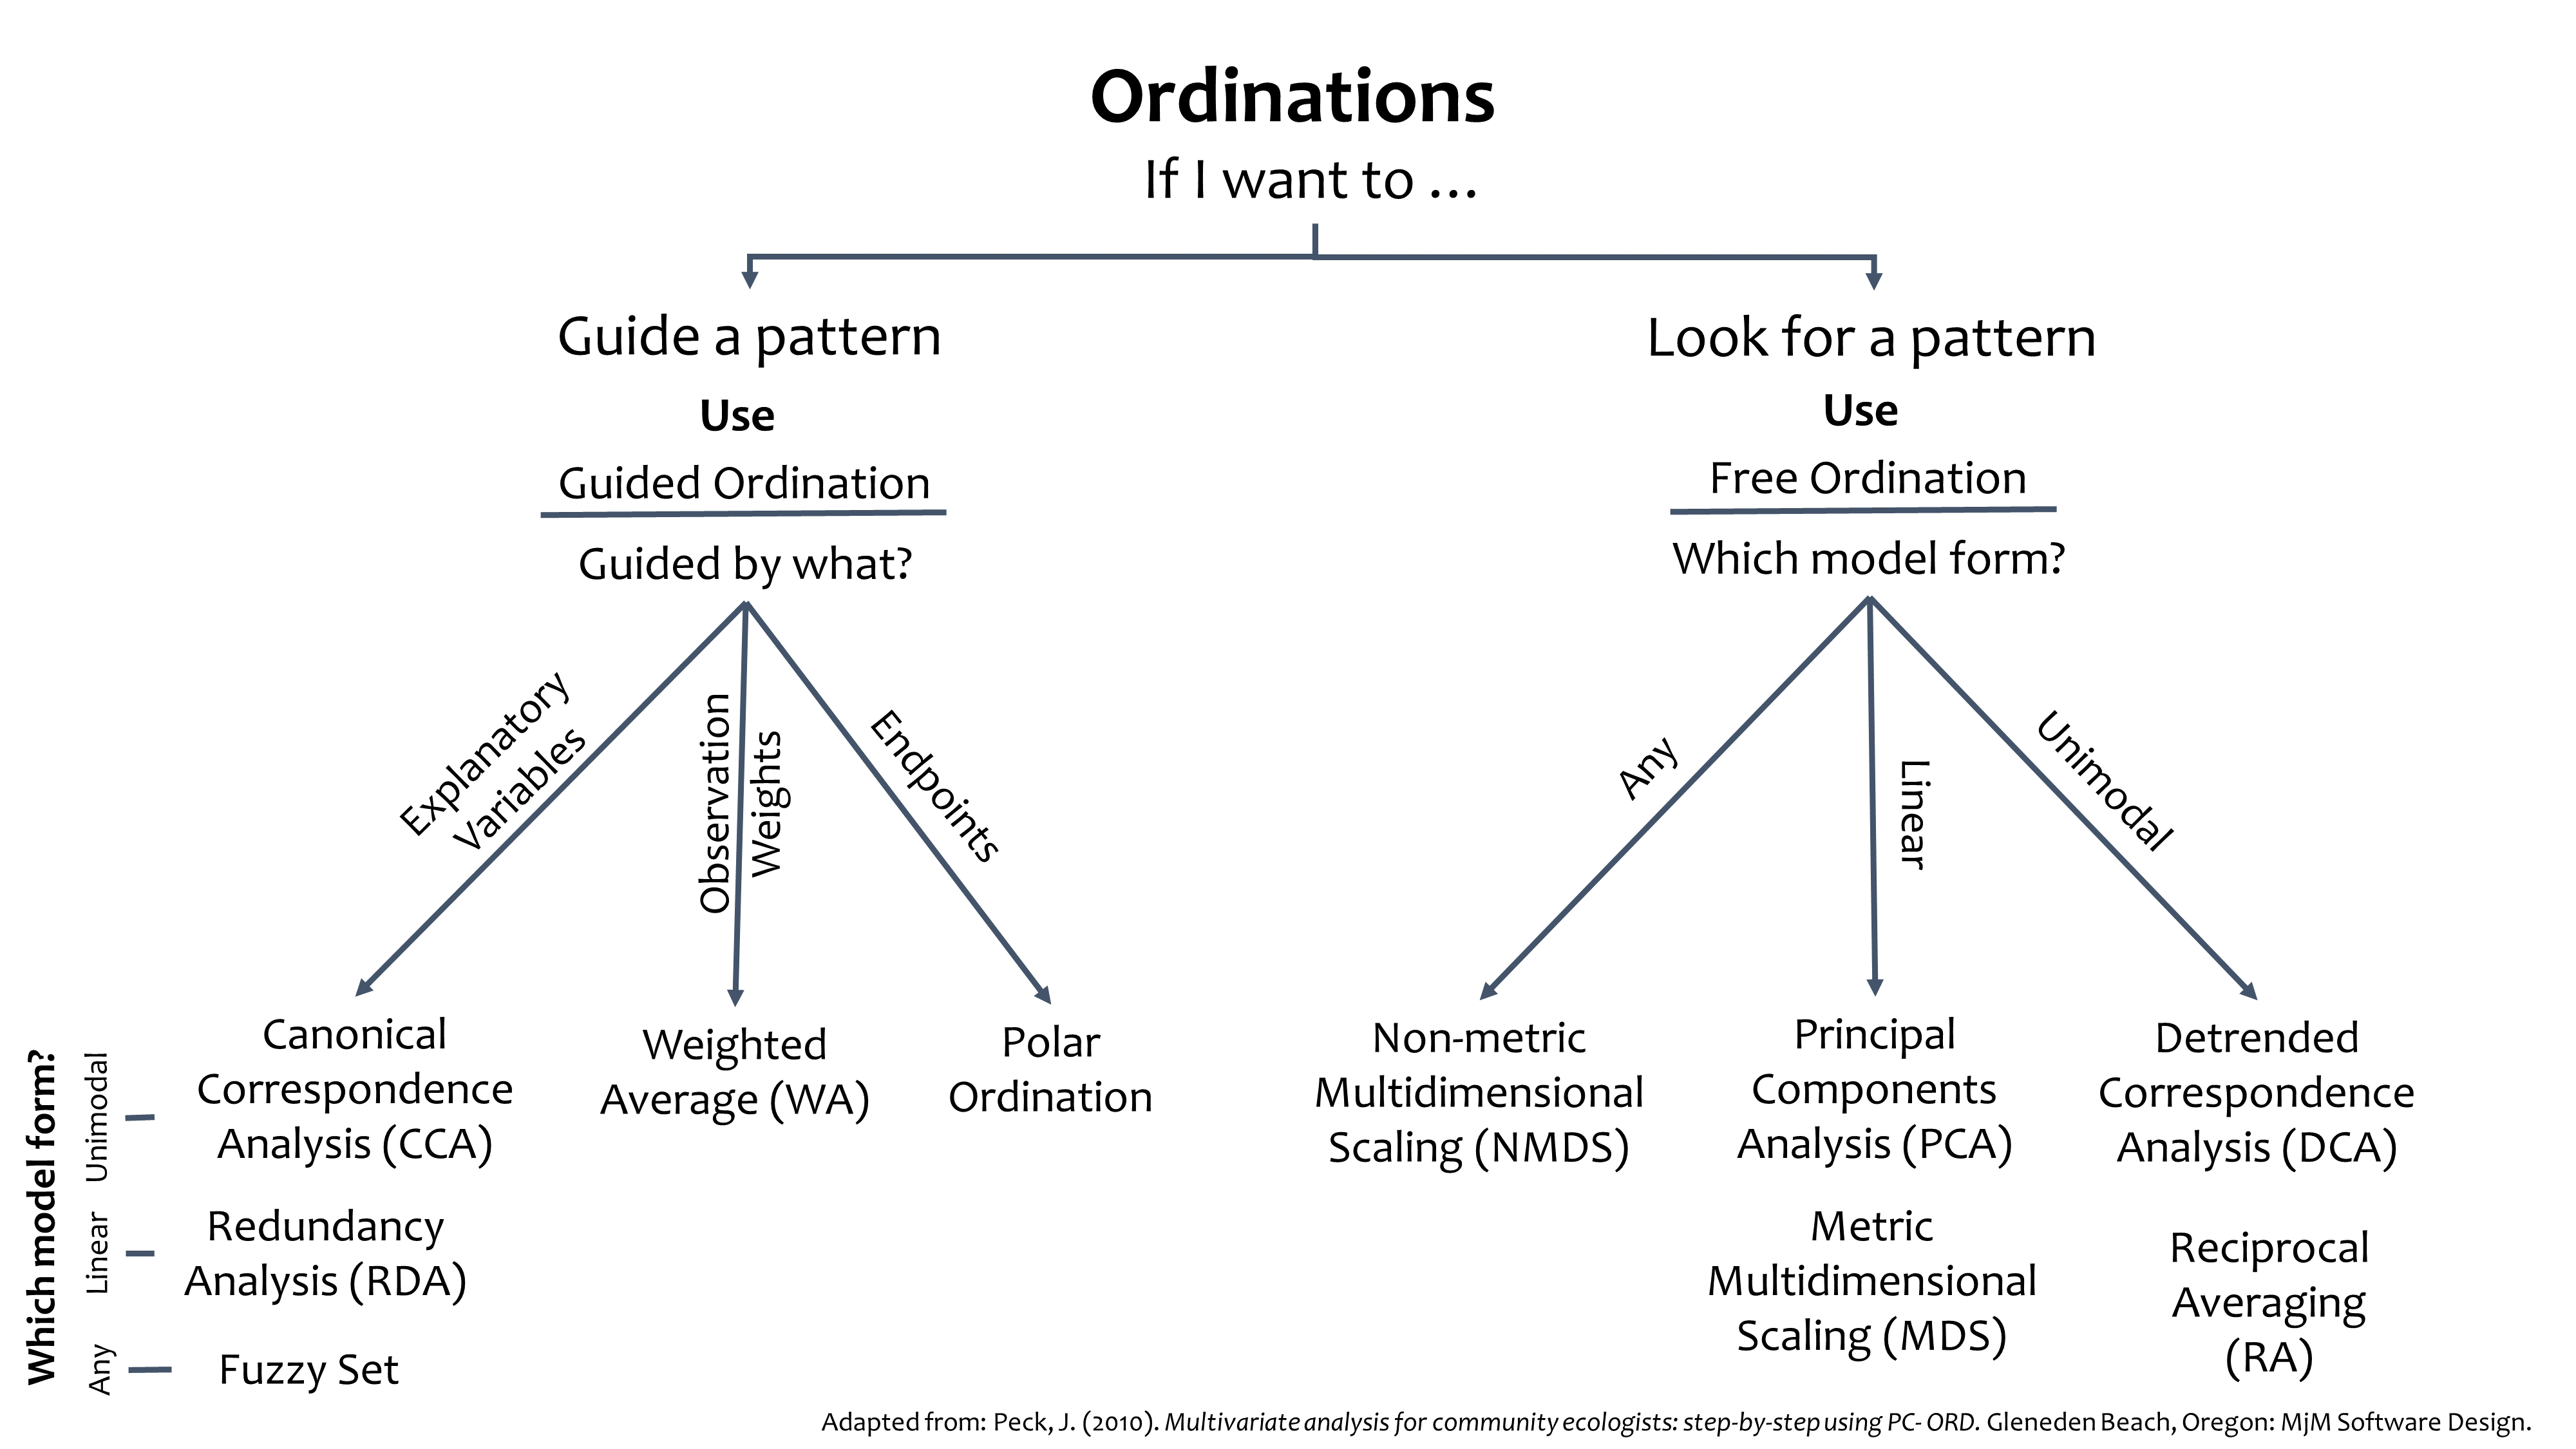 Ordinations
If I want to ...
Guide a pattern
Use
Guided Ordination
Guided by what?
Explanatory
Variables
Observation
Weights
Endpoints
Canonical
Correspondence
Analysis (CCA)
Redundancy
Analysis (RDA)
Fuzzy Set
Weighted
Average (WA)
Polar
Ordination
Which model form?
Unimodal
Linear
Any
Look for a pattern
Use
Free Ordination
Which model form?
Any
Linear
Unimodal
Non-metric
Multidimensional
Scaling (NMDS)
Principal
Components
Analysis (PCA)
Metric
Multidimensional
Scaling (MDS)
Detrended
Correspondence
Analysis (DCA)
Reciprocal
Averaging
(RA)
Adapted from: Peck, J. (2010). Multivariate analysis for community ecologists: step-by-step using PC- ORD. Gleneden Beach, Oregon: MjM Software Design.